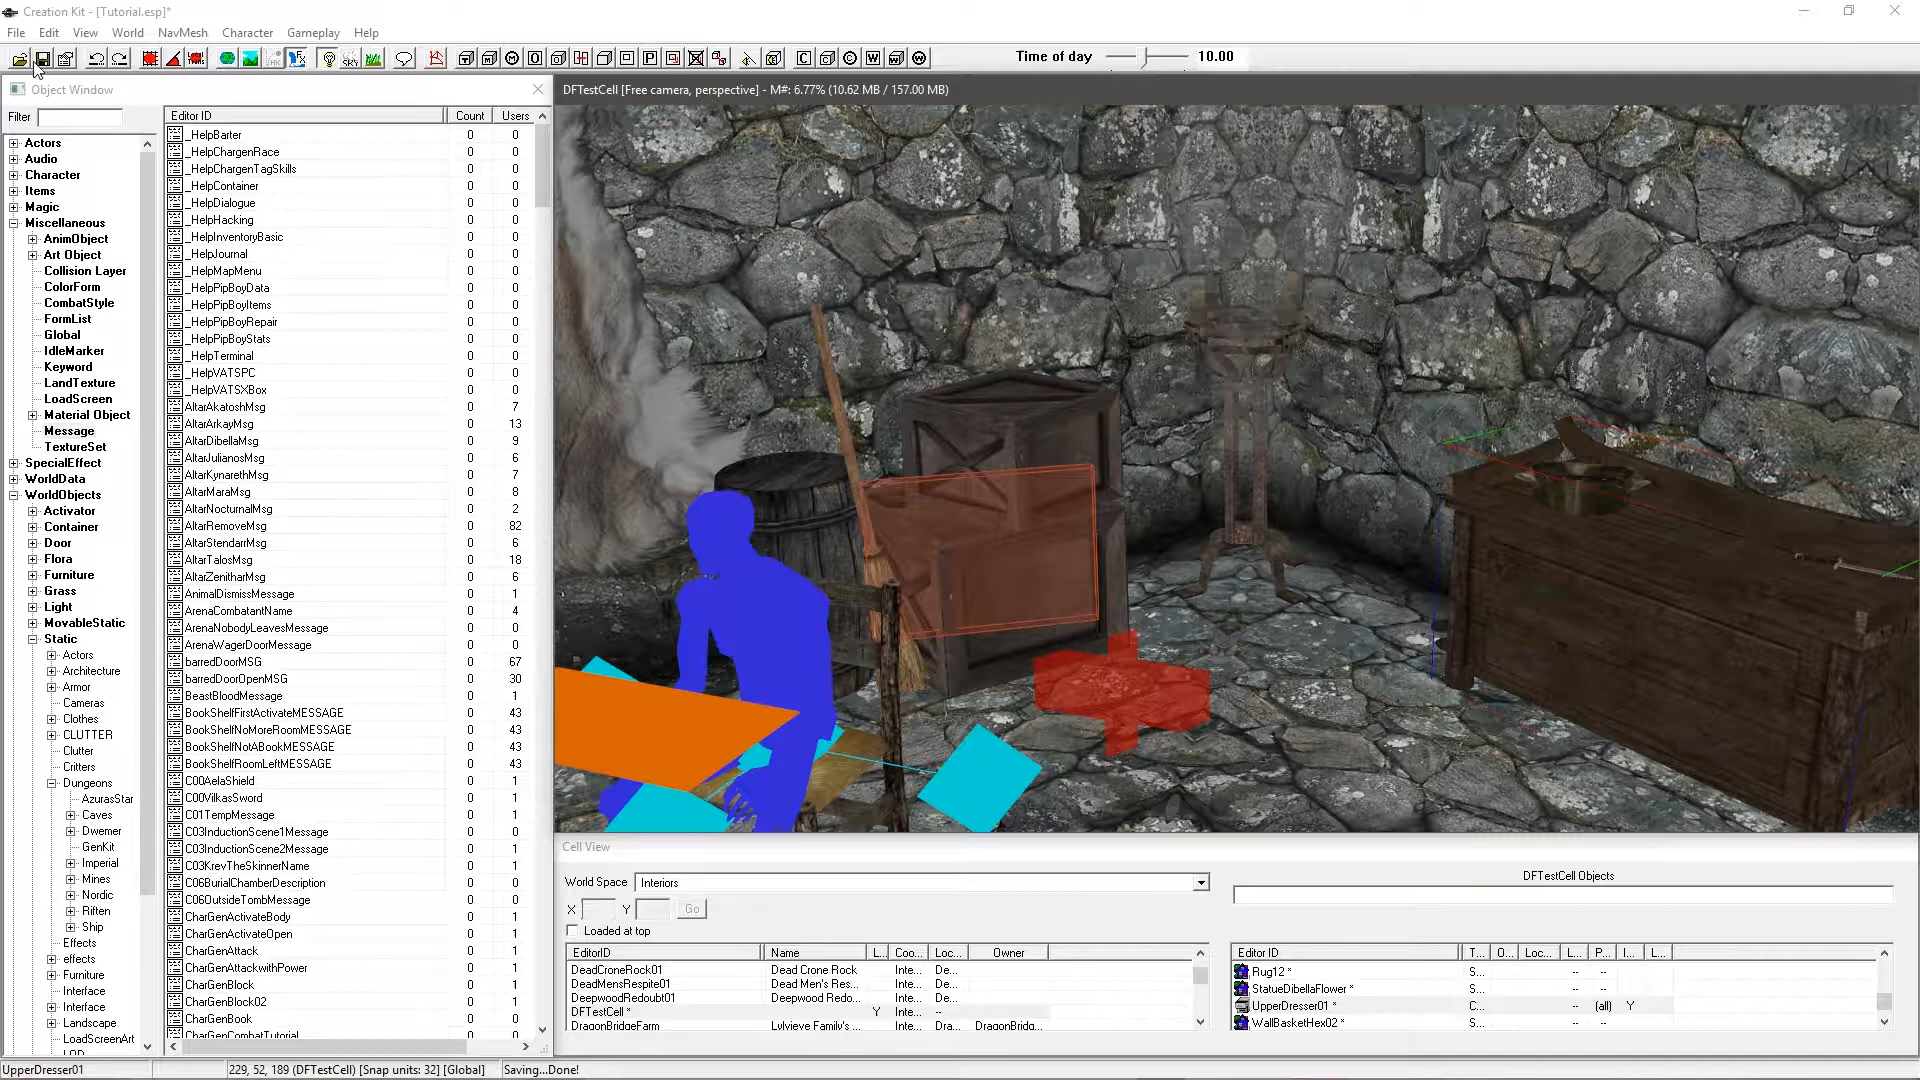 Creation Kit - [Tutorial.esp]*
File Edit View World NavMesh Character Gameplay Help
Time of day 10.00
Object Window
DFTestCell [Free camera, perspective] - M#: 6.77% (10.62 MB / 157.00 MB)
Filter
Editor ID Count Users
Actors
Audio
Character
Items
Magic
Miscellaneous
AnimObject
Art Object
Collision Layer
ColorForm
CombatStyle
FormList
Global
IdleMarker
Keyword
LandTexture
LoadScreen
Material Object
Message
TextureSet
SpecialEffect
WorldData
WorldObjects
Activator
Container
Door
Flora
Furniture
Grass
Light
MovableStatic
Static
Actors
Architecture
Armor
Cameras
Clothes
CLUTTER
Clutter
Critters
Dungeons
AzurasStar
Caves
Dwemer
GenKit
Imperial
Mines
Nordic
Riften
Ship
Effects
effects
Furniture
Interface
Interface
Landscape
LoadScreenArt
LOD
_HelpBarter 0 0
_HelpChargenRace 0 0
_HelpChargenTagSkills 0 0
_HelpContainer 0 0
_HelpDialogue 0 0
_HelpHacking 0 0
_HelpInventoryBasic 0 0
_HelpJournal 0 0
_HelpMapMenu 0 0
_HelpPipBoyData 0 0
_HelpPipBoyItems 0 0
_HelpPipBoyRepair 0 0
_HelpPipBoyStats 0 0
_HelpTerminal 0 0
_HelpVATSPC 0 0
_HelpVATSXBox 0 0
AltarAkatoshMsg 0 7
AltarArkayMsg 0 13
AltarDibellaMsg 0 9
AltarJulianosMsg 0 6
AltarKynarethMsg 0 7
AltarMaraMsg 0 8
AltarNocturnalMsg 0 2
AltarRemoveMsg 0 82
AltarStendarrMsg 0 6
AltarTalosMsg 0 18
AltarZenitharMsg 0 6
AnimalDismissMessage 0 1
ArenaCombatantName 0 4
ArenaNobodyLeavesMessage 0 0
ArenaWagerDoorMessage 0 0
barredDoorMSG 0 67
barredDoorOpenMSG 0 30
BeastBloodMessage 0 1
BookShelfFirstActivateMESSAGE 0 43
BookShelfNoMoreRoomMESSAGE 0 43
BookShelfNotABookMESSAGE 0 43
BookShelfRoomLeftMESSAGE 0 43
C00AelaShield 0 1
C00VilkasSword 0 1
C01TempMessage 0 1
C03InductionScene1Message 0 0
C03InductionScene2Message 0 1
C03KrevTheSkinnerName 0 1
C06BurialChamberDescription 0 0
C06OutsideTombMessage 0 0
CharGenActivateBody 0 1
CharGenActivateOpen 0 1
CharGenAttack 0 1
CharGenAttackwithPower 0 1
CharGenBlock 0 1
CharGenBlock02 0 1
CharGenBook 0 1
CharGenCombatTutorial
Cell View
World Space Interiors
X Y Go
Loaded at top
EditorID Name L... Coo... Loc... Owner
DeadCroneRock01 Dead Crone Rock Inte... De...
DeadMensRespite01 Dead Men's Res... Inte... De...
DeepwoodRedoubt01 Deepwood Redo... Inte... De...
DFTestCell * Y Inte... --
DragonBridgeFarm Lylvieve Family's ... Inte... Dra... DragonBridg...
DFTestCell Objects
Editor ID T... O... Loc... L... P... I... L...
Rug12 * S... -- --
StatueDibellaFlower * S... -- --
UpperDresser01 * C... -- (all) Y
WallBasketHex02 * S... -- --
UpperDresser01 229, 52, 189 (DFTestCell) [Snap units: 32] [Global] Saving...Done!